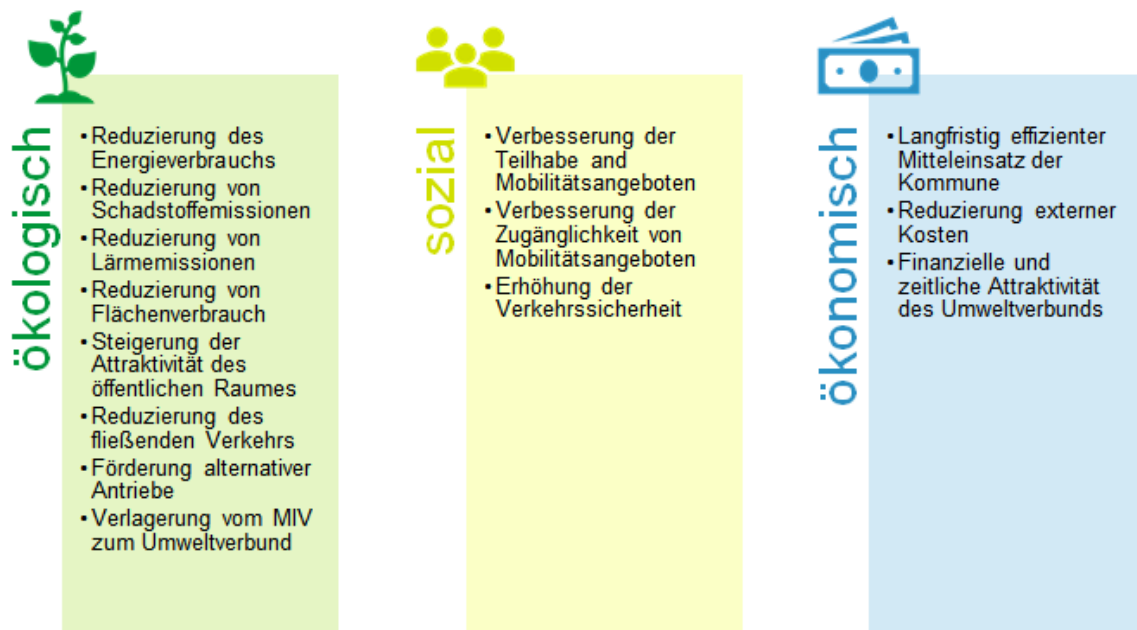 ökologisch
• Reduzierung des
Energieverbrauchs
• Reduzierung von
Schadstoffemissionen
• Reduzierung von
Lärmemissionen
• Reduzierung von
Flächenverbrauch
• Steigerung der
Attraktivität des
öffentlichen Raumes
• Reduzierung des
fließenden Verkehrs
• Förderung alternativer
Antriebe
• Verlagerung vom MIV
zum Umweltverbund
sozial
• Verbesserung der
Teilhabe and
Mobilitätsangeboten
• Verbesserung der
Zugänglichkeit von
Mobilitätsangeboten
• Erhöhung der
Verkehrssicherheit
ökonomisch
• Langfristig effizienter
Mitteleinsatz der
Kommune
• Reduzierung externer
Kosten
• Finanzielle und
zeitliche Attraktivität
des Umweltverbunds